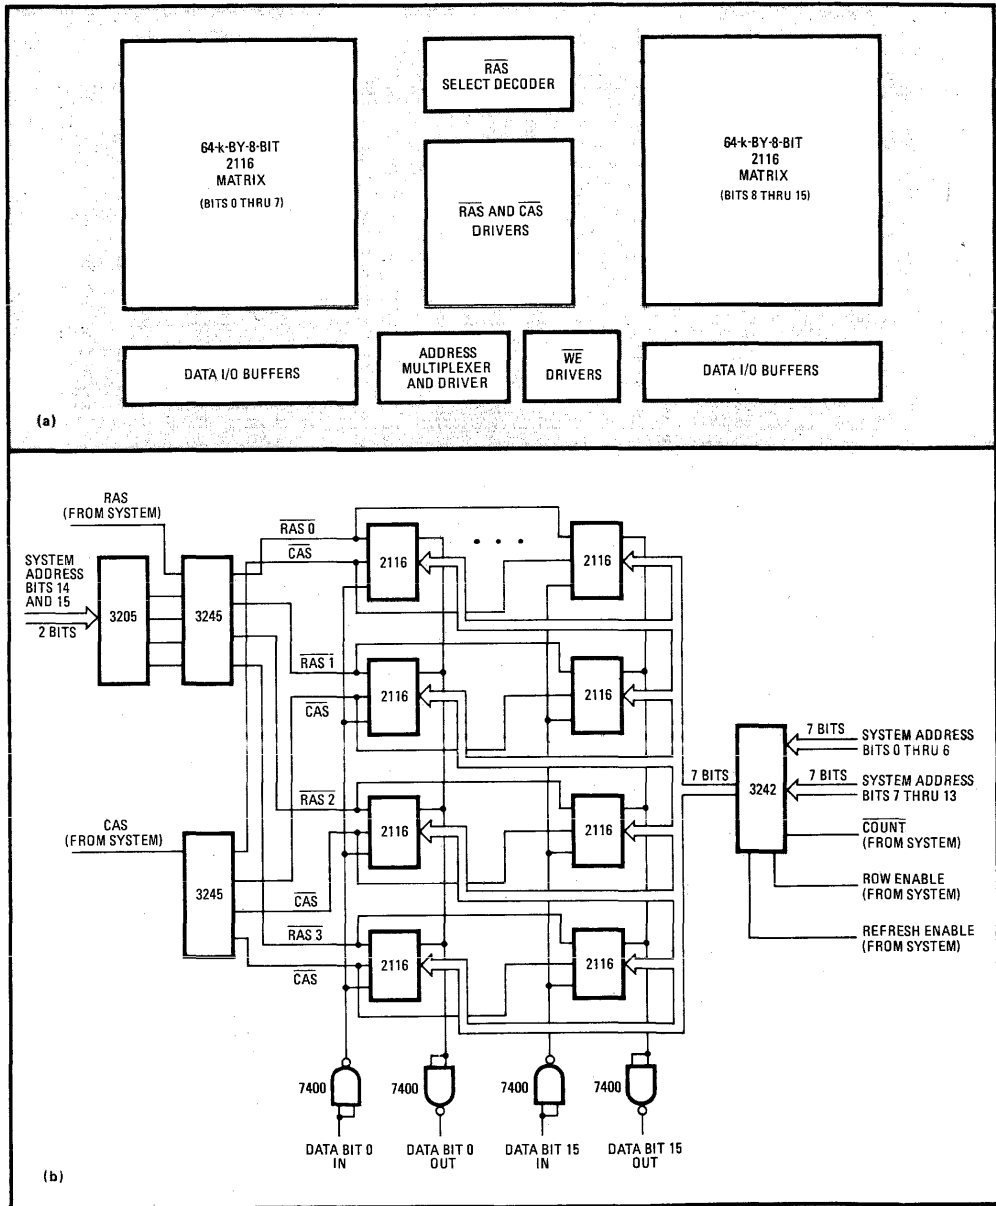 64-k-BY-8-BIT
2116
MATRIX
(BITS 0 THRU 7)
RAS
SELECT DECODER
RAS AND CAS
DRIVERS
64-k-BY-8-BIT
2116
MATRIX
(BITS 8 THRU 15)
DATA I/O BUFFERS
ADDRESS
MULTIPLEXER
AND DRIVER
WE
DRIVERS
DATA I/O BUFFERS
(a)
RAS
(FROM SYSTEM)
SYSTEM
ADDRESS
BITS 14
AND 15
2 BITS
3205
3245
RAS 0
CAS
2116
• • •
2116
RAS 1
CAS
2116
2116
RAS 2
CAS
2116
2116
RAS 3
CAS
2116
2116
CAS
(FROM SYSTEM)
3245
7 BITS
3242
7 BITS
SYSTEM ADDRESS
BITS 0 THRU 6
7 BITS
SYSTEM ADDRESS
BITS 7 THRU 13
COUNT
(FROM SYSTEM)
ROW ENABLE
(FROM SYSTEM)
REFRESH ENABLE
(FROM SYSTEM)
7400
7400
7400
7400
DATA BIT 0
IN
DATA BIT 0
OUT
DATA BIT 15
IN
DATA BIT 15
OUT
(b)